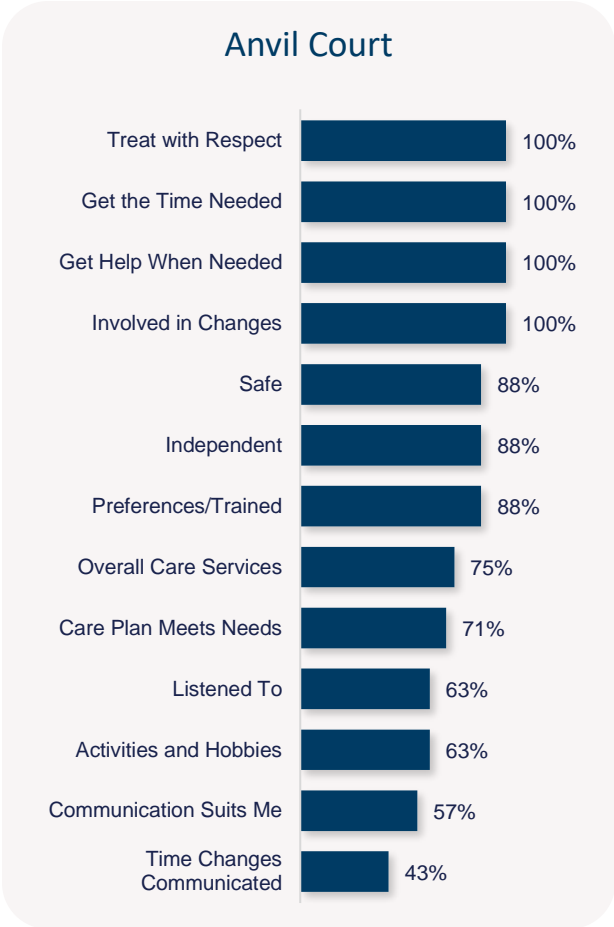 Anvil Court
Treat with Respect 100%
Get the Time Needed 100%
Get Help When Needed 100%
Involved in Changes 100%
Safe 88%
Independent 88%
Preferences/Trained 88%
Overall Care Services 75%
Care Plan Meets Needs 71%
Listened To 63%
Activities and Hobbies 63%
Communication Suits Me 57%
Time Changes
Communicated 43%